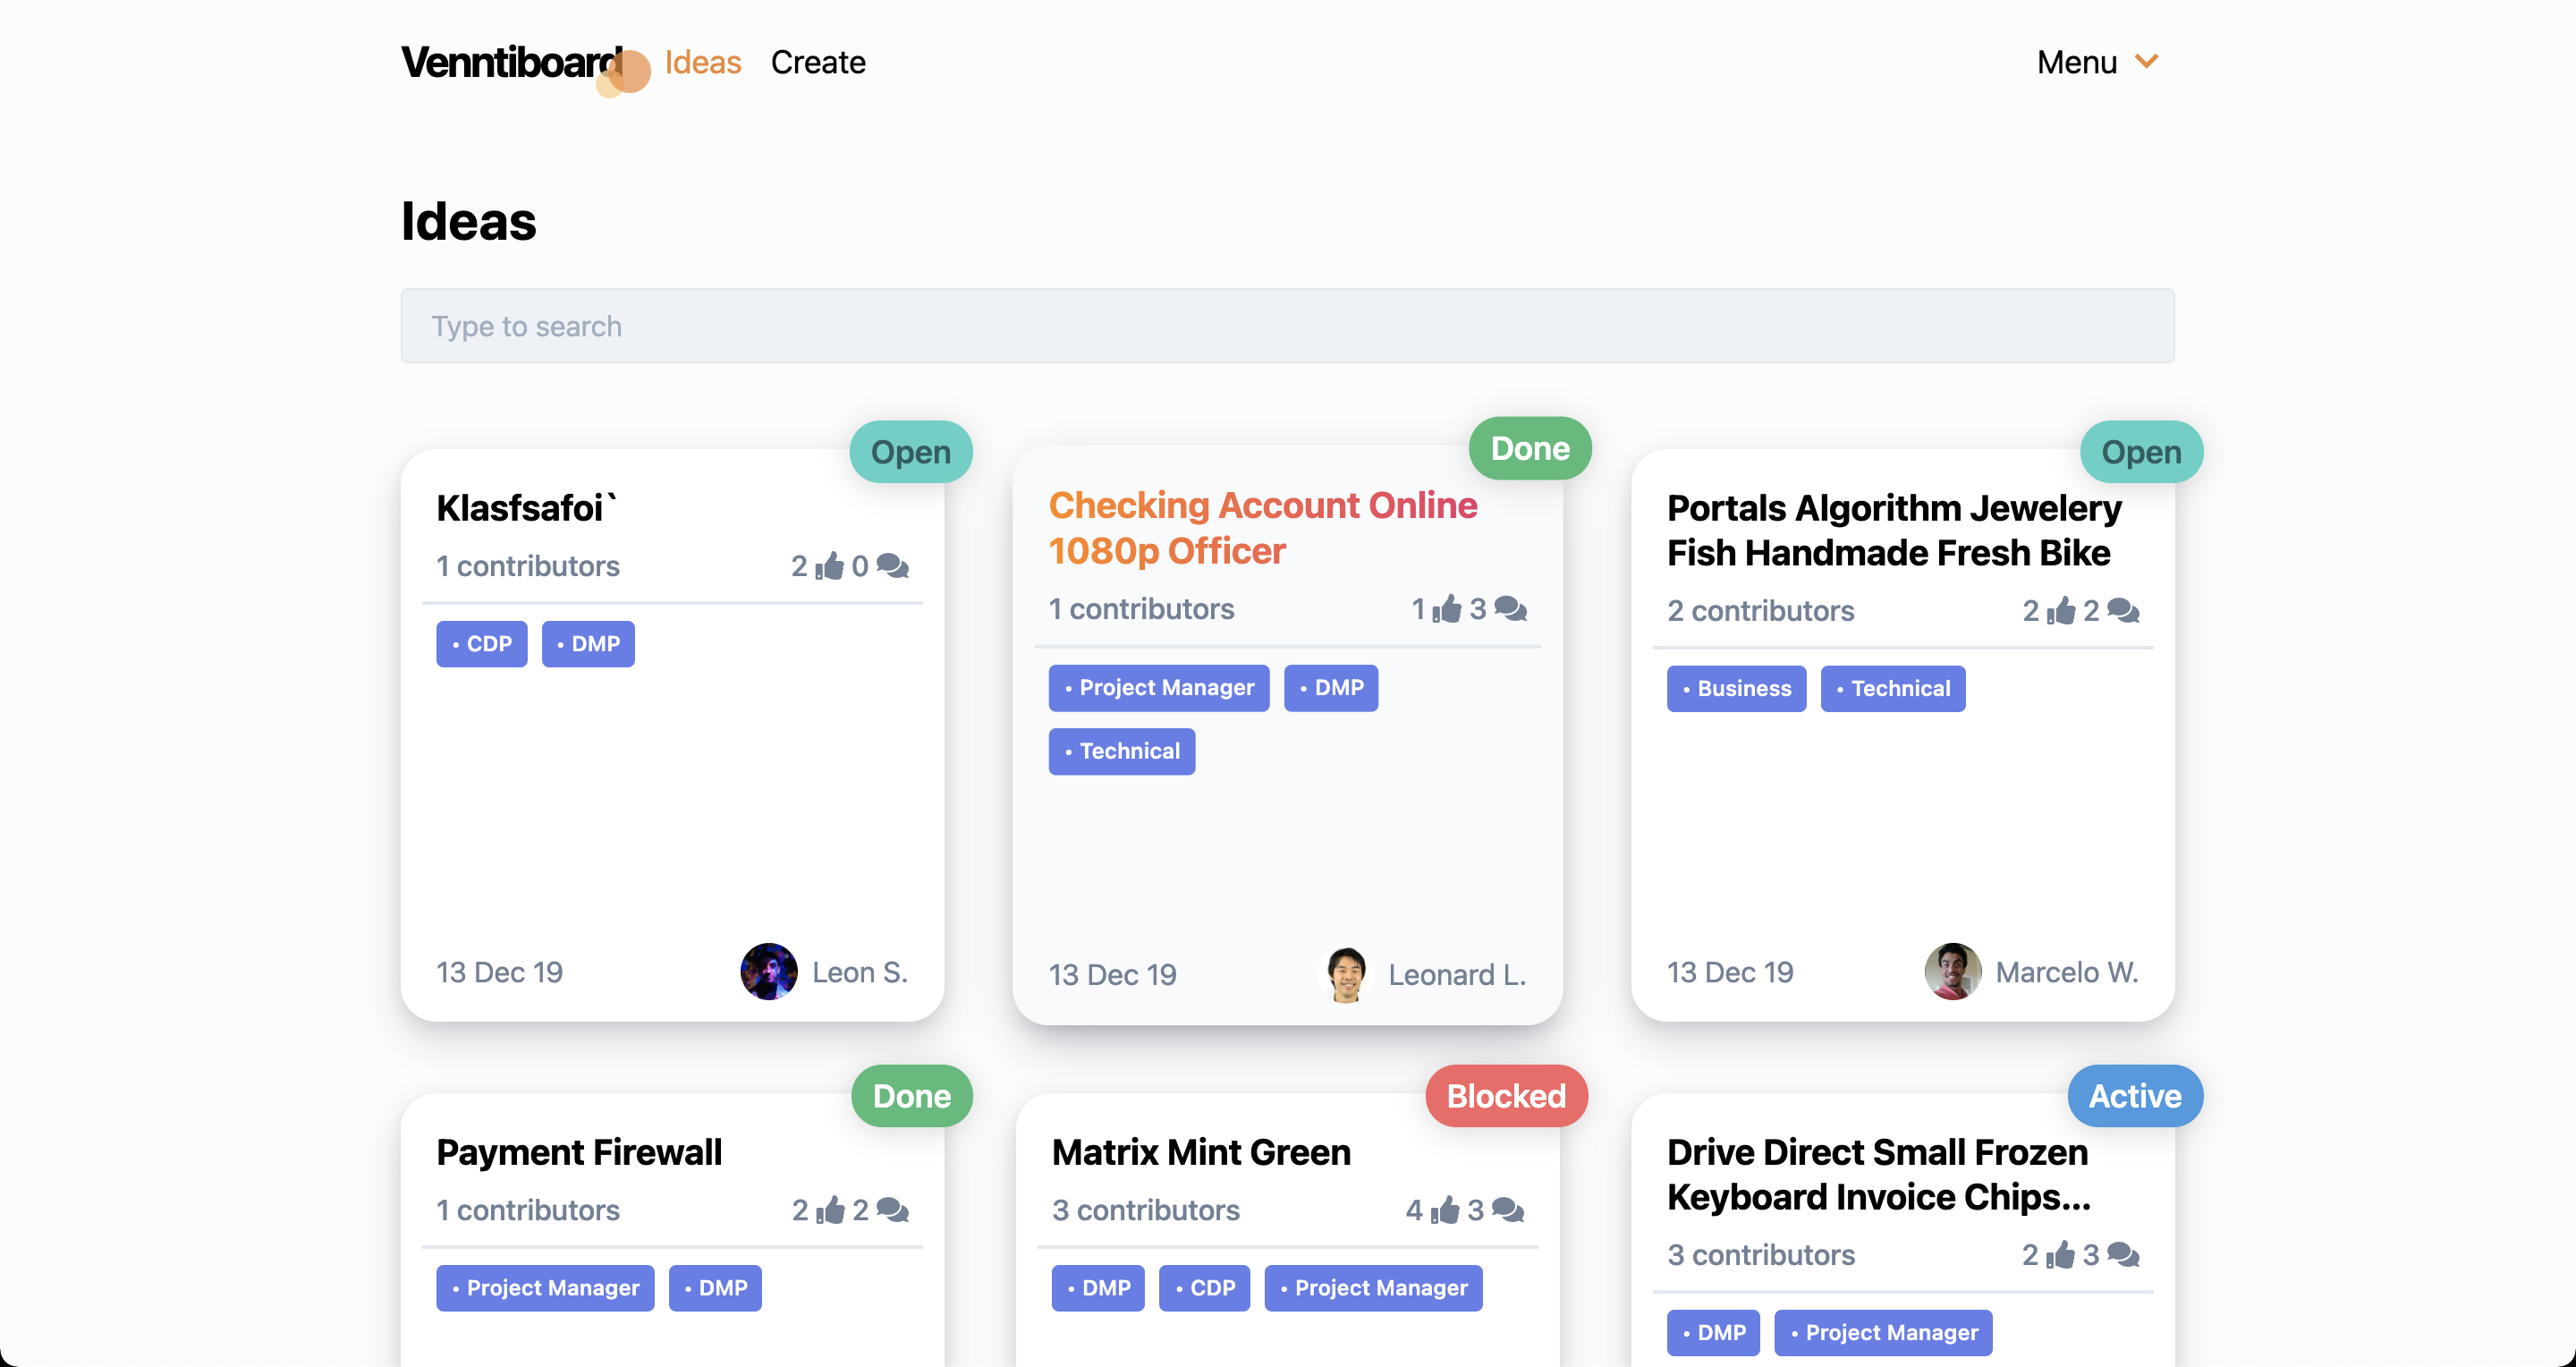 Venntiboard Ideas Create Menu
Ideas
Type to search
Open
Klasfsafoi`
1 contributors 2 0
• CDP • DMP
13 Dec 19 Leon S.
Done
Checking Account Online
1080p Officer
1 contributors 1 3
• Project Manager • DMP
• Technical
13 Dec 19 Leonard L.
Open
Portals Algorithm Jewelery
Fish Handmade Fresh Bike
2 contributors 2 2
• Business • Technical
13 Dec 19 Marcelo W.
Done
Payment Firewall
1 contributors 2 2
• Project Manager • DMP
Blocked
Matrix Mint Green
3 contributors 4 3
• DMP • CDP • Project Manager
Active
Drive Direct Small Frozen
Keyboard Invoice Chips...
3 contributors 2 3
• DMP • Project Manager